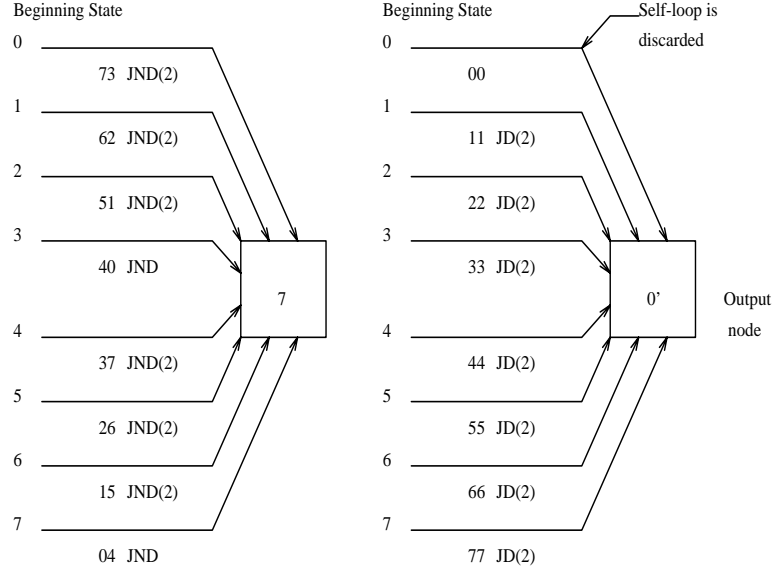 Beginning State
0
73 JND(2)
1
62 JND(2)
2
51 JND(2)
3
40 JND
7
4
37 JND(2)
5
26 JND(2)
6
15 JND(2)
7
04 JND
Beginning State
Self-loop is
discarded
0
00
1
11 JD(2)
2
22 JD(2)
3
33 JD(2)
0'
Output
node
4
44 JD(2)
5
55 JD(2)
6
66 JD(2)
7
77 JD(2)